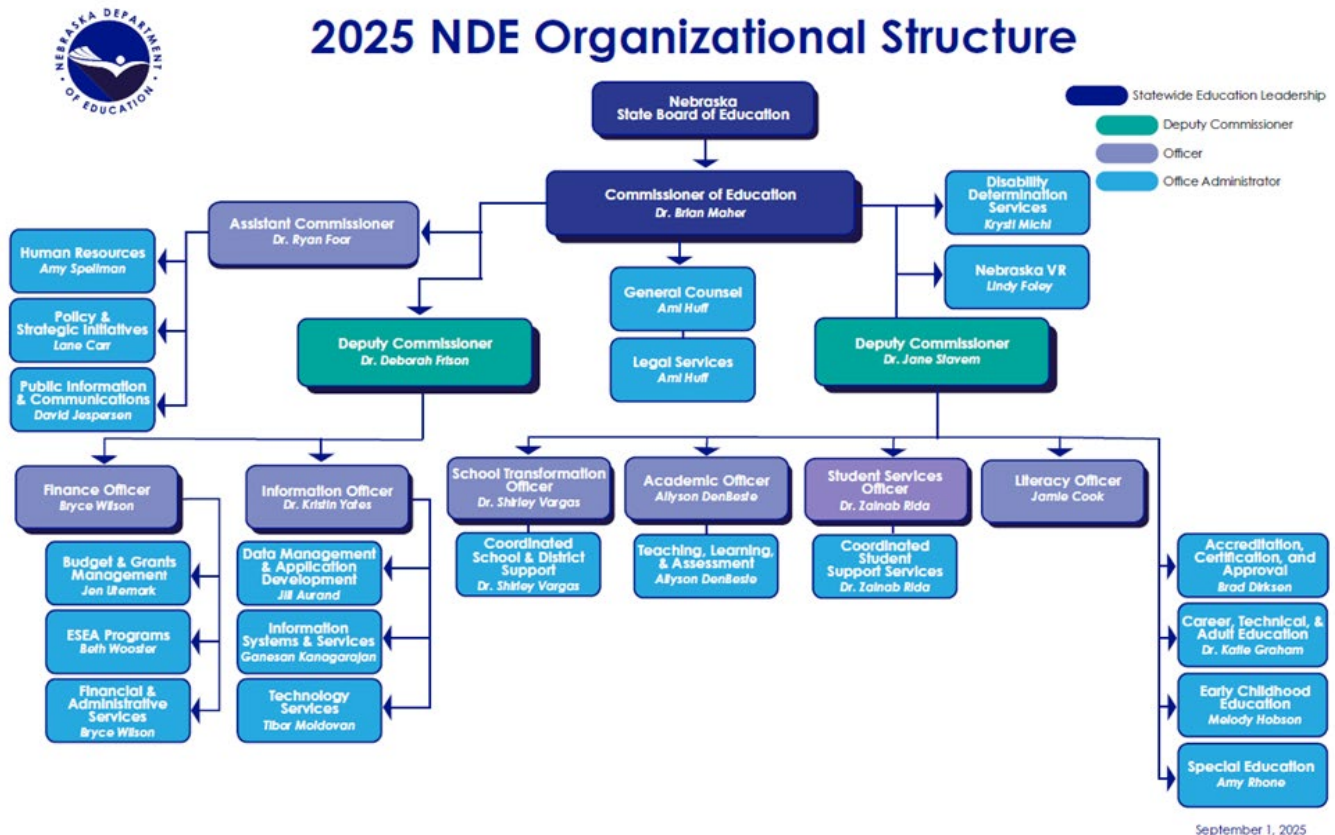 NEBRASKA DEPARTMENT
OF EDUCATION
2025 NDE Organizational Structure
Statewide Education Leadership
Deputy Commissioner
Officer
Office Administrator
Nebraska
State Board of Education
Commissioner of Education
Dr. Brian Maher
Disability
Determination
Services
Krysti Michl
Assistant Commissioner
Dr. Ryan Foor
Human Resources
Amy Spellman
Nebraska VR
Lindy Foley
General Counsel
Ami Huff
Policy &
Strategic Initiatives
Lane Carr
Deputy Commissioner
Dr. Deborah Frison
Legal Services
Ami Huff
Deputy Commissioner
Dr. Jane Stavem
Public Information
& Communications
David Jespersen
Finance Officer
Bryce Wilson
Information Officer
Dr. Kristin Yates
School Transformation
Officer
Dr. Shirley Vargas
Academic Officer
Allyson DenBeste
Student Services
Officer
Dr. Zainab Rida
Literacy Officer
Jamie Cook
Budget & Grants
Management
Jen Utemark
Data Management
& Application
Development
Jill Aurand
Coordinated
School & District
Support
Dr. Shirley Vargas
Teaching, Learning,
& Assessment
Allyson DenBeste
Coordinated
Student
Support Services
Dr. Zainab Rida
Accreditation,
Certification, and
Approval
Brad Dirksen
ESEA Programs
Beth Wooster
Information
Systems & Services
Ganesan Kanagarajan
Career, Technical, &
Adult Education
Dr. Katie Graham
Financial &
Administrative
Services
Bryce Wilson
Technology
Services
Tibor Moldovan
Early Childhood
Education
Melody Hobson
Special Education
Amy Rhone
September 1, 2025